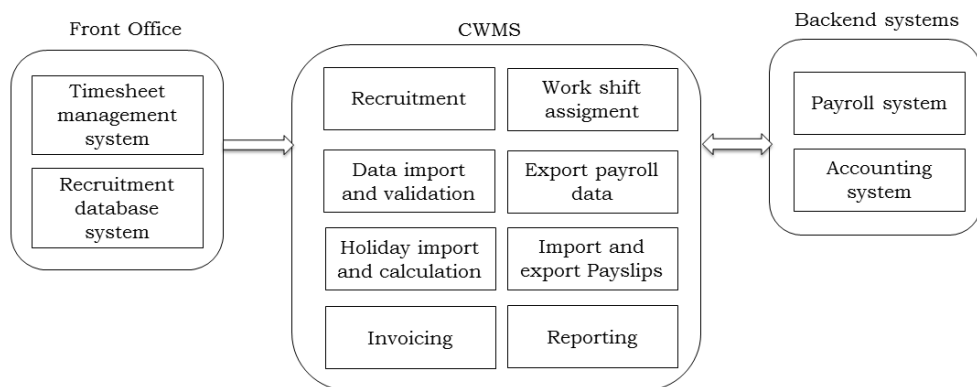 Front Office
Timesheet
management
system
Recruitment
database
system
CWMS
Recruitment
Work shift
assigment
Data import
and validation
Export payroll
data
Holiday import
and calculation
Import and
export Payslips
Invoicing
Reporting
Backend systems
Payroll system
Accounting
system